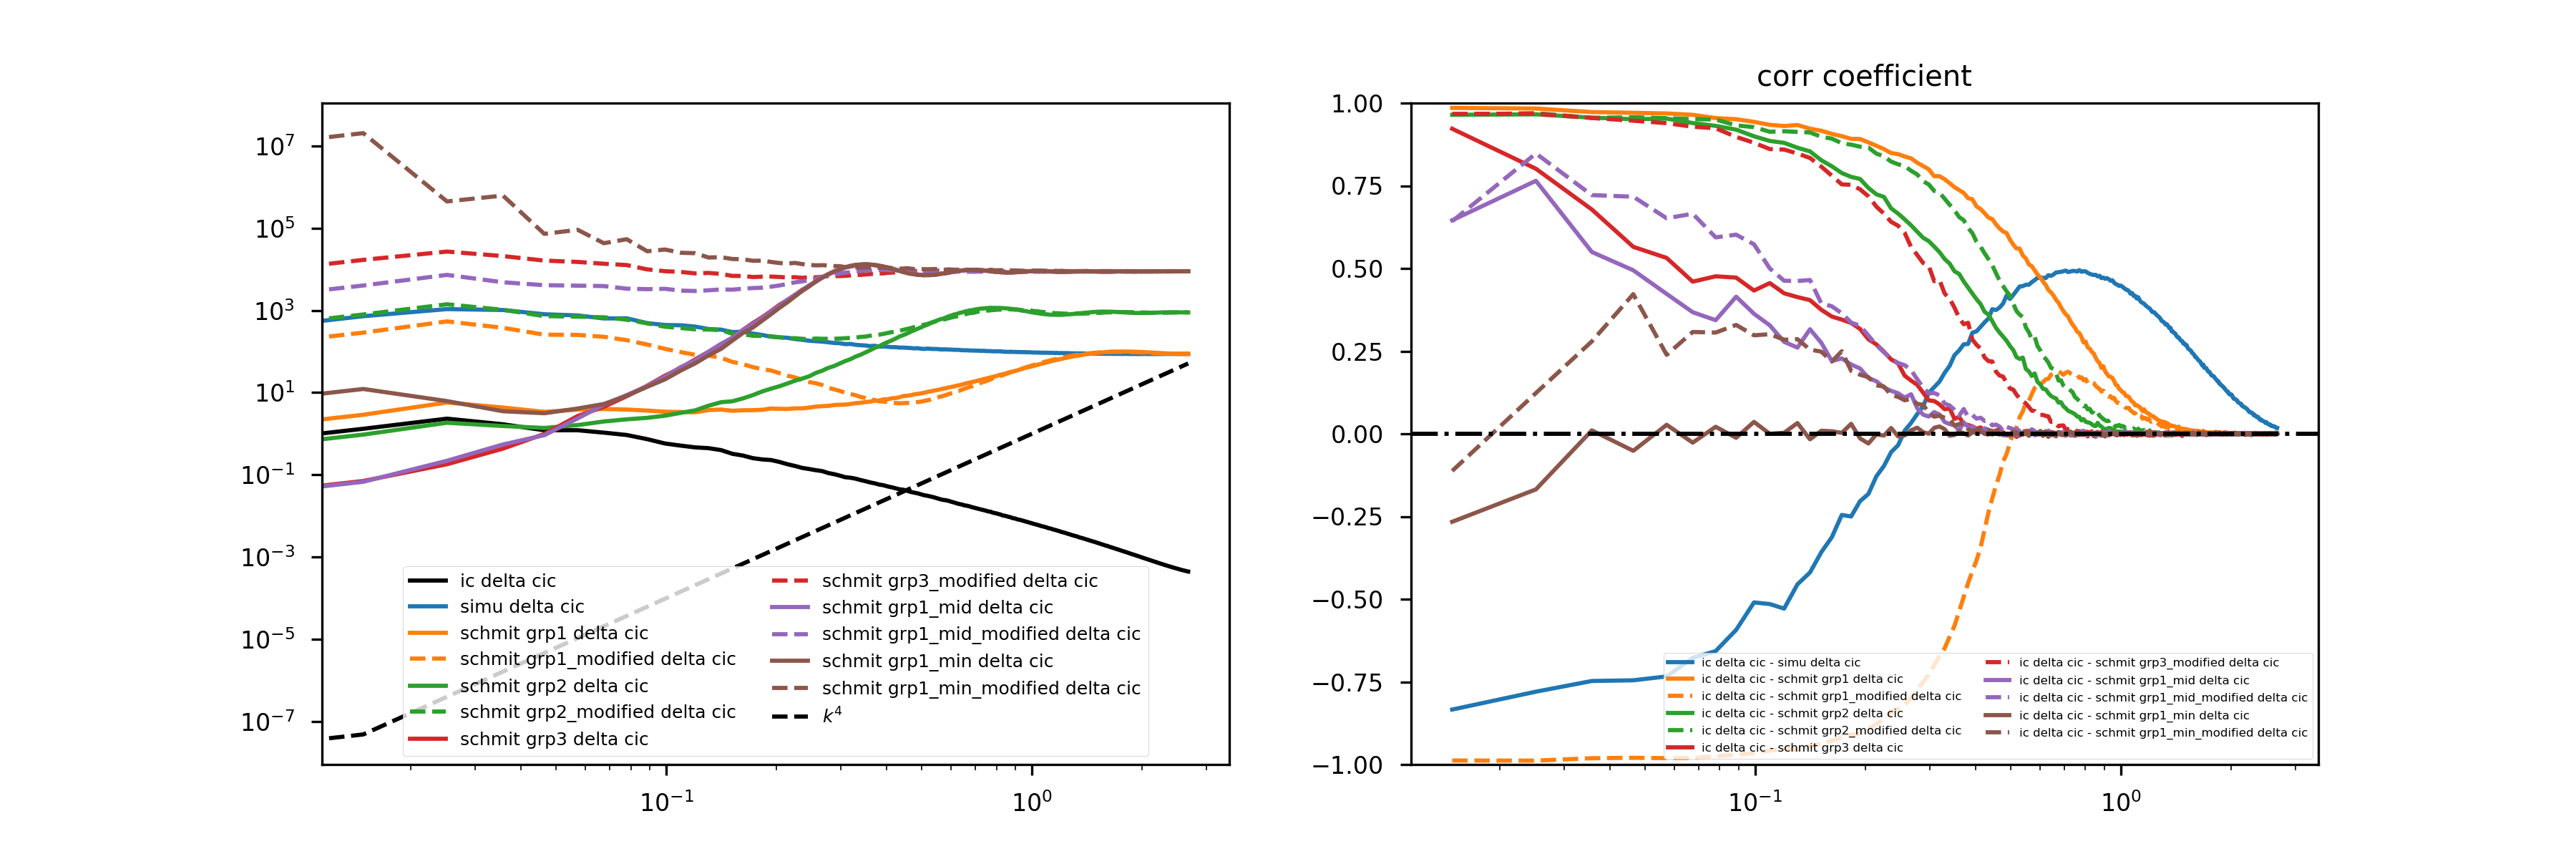 corr coefficient
10^7
10^5
10^3
10^1
10^−1
10^−3
10^−5
10^−7
10^−1
10^0
ic delta cic
simu delta cic
schmit grp1 delta cic
schmit grp1_modified delta cic
schmit grp2 delta cic
schmit grp2_modified delta cic
schmit grp3 delta cic
schmit grp3_modified delta cic
schmit grp1_mid delta cic
schmit grp1_mid_modified delta cic
schmit grp1_min delta cic
schmit grp1_min_modified delta cic
k^4
1.00
0.75
0.50
0.25
0.00
−0.25
−0.50
−0.75
−1.00
10^−1
10^0
ic delta cic - simu delta cic
ic delta cic - schmit grp1 delta cic
ic delta cic - schmit grp1_modified delta cic
ic delta cic - schmit grp2 delta cic
ic delta cic - schmit grp2_modified delta cic
ic delta cic - schmit grp3 delta cic
ic delta cic - schmit grp3_modified delta cic
ic delta cic - schmit grp1_mid delta cic
ic delta cic - schmit grp1_mid_modified delta cic
ic delta cic - schmit grp1_min delta cic
ic delta cic - schmit grp1_min_modified delta cic